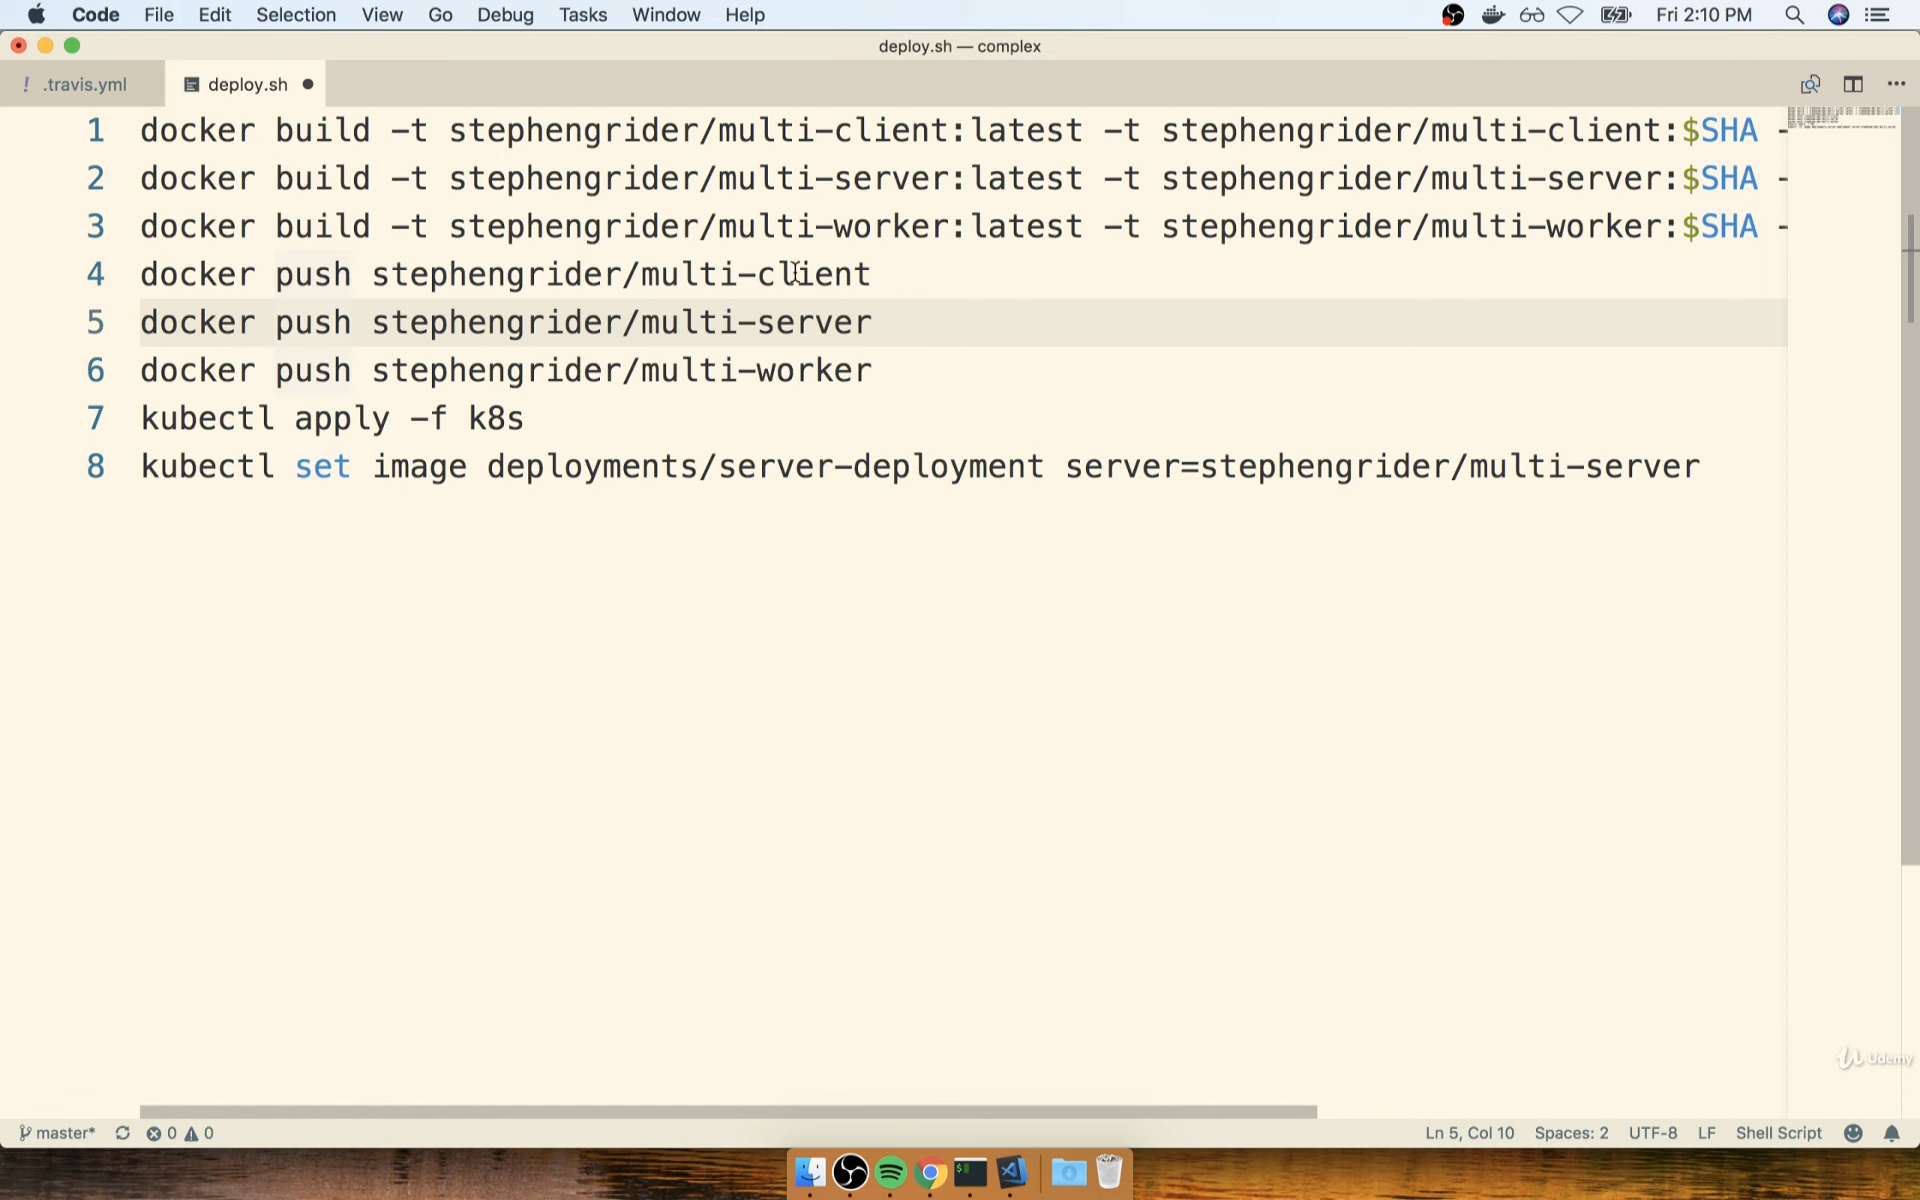 Code File Edit Selection View Go Debug Tasks Window Help Fri 2:10 PM
deploy.sh — complex
! .travis.yml deploy.sh
1 docker build -t stephengrider/multi-client:latest -t stephengrider/multi-client:$SHA -
2 docker build -t stephengrider/multi-server:latest -t stephengrider/multi-server:$SHA -
3 docker build -t stephengrider/multi-worker:latest -t stephengrider/multi-worker:$SHA -
4 docker push stephengrider/multi-client
5 docker push stephengrider/multi-server
6 docker push stephengrider/multi-worker
7 kubectl apply -f k8s
8 kubectl set image deployments/server-deployment server=stephengrider/multi-server
Udemy
master* 0 0 Ln 5, Col 10 Spaces: 2 UTF-8 LF Shell Script